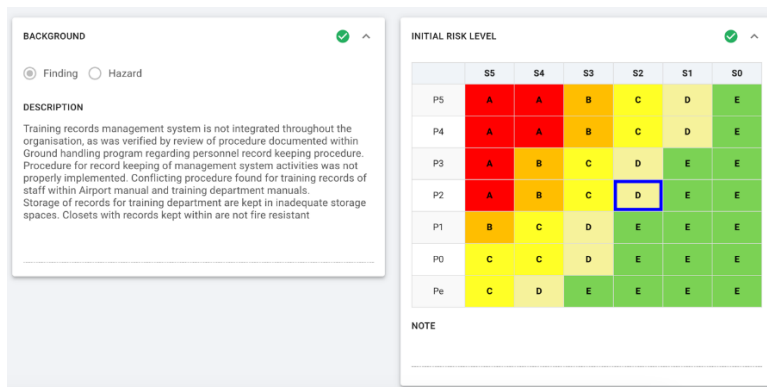 BACKGROUND
Finding Hazard
DESCRIPTION
Training records management system is not integrated throughout the
organisation, as was verified by review of procedure documented within
Ground handling program regarding personnel record keeping procedure.
Procedure for record keeping of management system activities was not
properly implemented. Conflicting procedure found for training records of
staff within Airport manual and training department manuals.
Storage of records for training department are kept in inadequate storage
spaces. Closets with records kept within are not fire resistant
INITIAL RISK LEVEL
S5 S4 S3 S2 S1 S0
P5 A A B C D E
P4 A A B C D E
P3 A B C D E E
P2 A B C D E E
P1 B C D E E E
P0 C C D E E E
Pe C D E E E E
NOTE